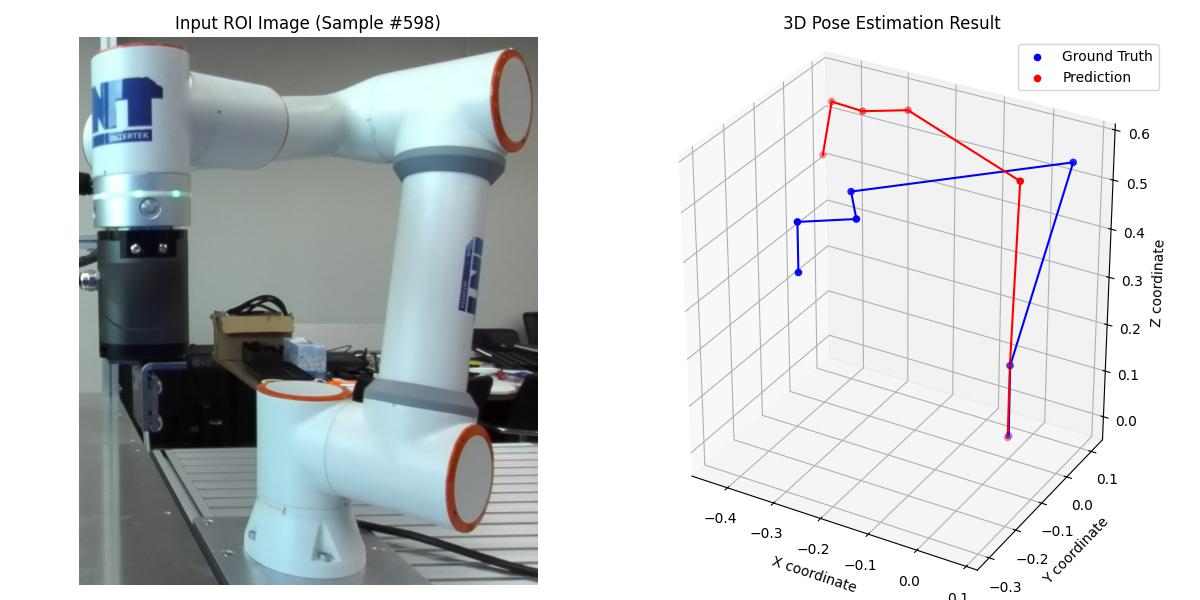 Input ROI Image (Sample #598)
NT
INTERTEK
3D Pose Estimation Result
Ground Truth
Prediction
0.6
0.5
0.4
0.3
0.2
0.1
0.0
Z coordinate
0.1
0.0
−0.1
−0.2
−0.3
Y coordinate
−0.4
−0.3
−0.2
−0.1
0.0
0.1
X coordinate